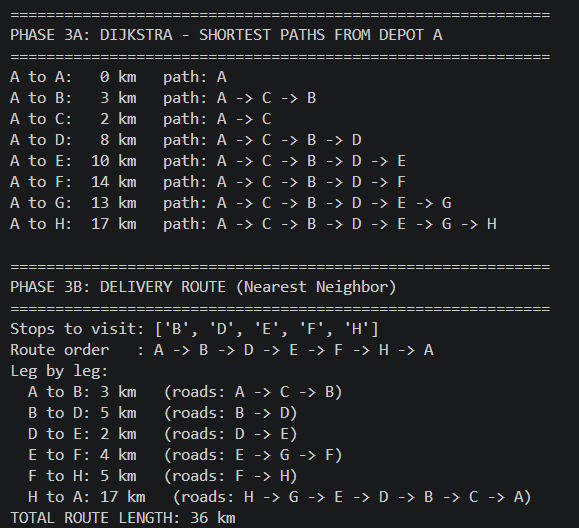 ============================================================
PHASE 3A: DIJKSTRA - SHORTEST PATHS FROM DEPOT A
============================================================
A to A:   0 km   path: A
A to B:   3 km   path: A -> C -> B
A to C:   2 km   path: A -> C
A to D:   8 km   path: A -> C -> B -> D
A to E:  10 km   path: A -> C -> B -> D -> E
A to F:  14 km   path: A -> C -> B -> D -> F
A to G:  13 km   path: A -> C -> B -> D -> E -> G
A to H:  17 km   path: A -> C -> B -> D -> E -> G -> H

============================================================
PHASE 3B: DELIVERY ROUTE (Nearest Neighbor)
============================================================
Stops to visit: ['B', 'D', 'E', 'F', 'H']
Route order   : A -> B -> D -> E -> F -> H -> A
Leg by leg:
  A to B: 3 km   (roads: A -> C -> B)
  B to D: 5 km   (roads: B -> D)
  D to E: 2 km   (roads: D -> E)
  E to F: 4 km   (roads: E -> G -> F)
  F to H: 5 km   (roads: F -> H)
  H to A: 17 km   (roads: H -> G -> E -> D -> B -> C -> A)
TOTAL ROUTE LENGTH: 36 km